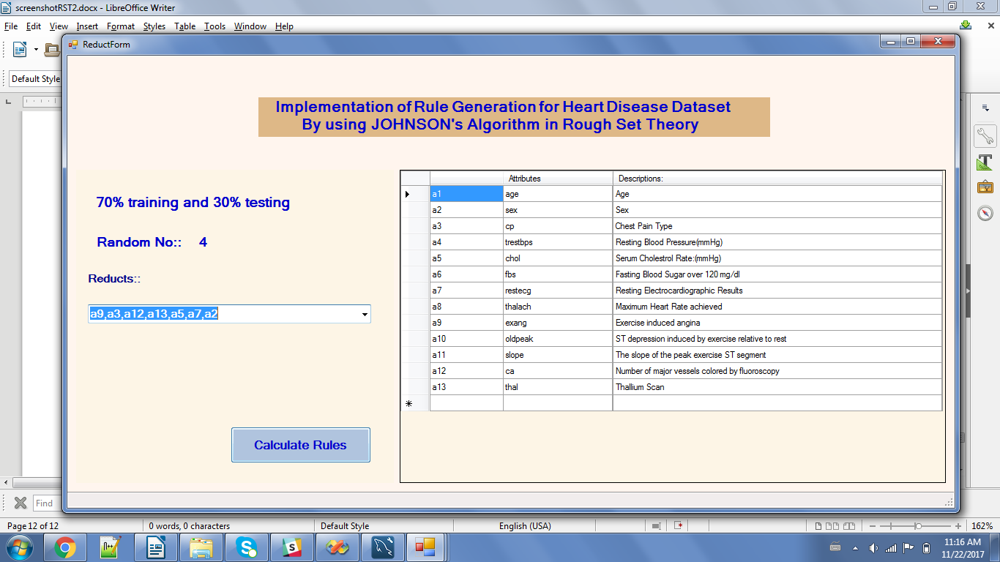 screenshotRST2.docx - LibreOffice Writer
File Edit View Insert Format Styles Table Tools Window Help
ReductForm
Default Style
Implementation of Rule Generation for Heart Disease Dataset
By using JOHNSON's Algorithm in Rough Set Theory
70% training and 30% testing
Random No:: 4
Reducts::
a9,a3,a12,a13,a5,a7,a2
Calculate Rules
Attributes Descriptions:
a1 age Age
a2 sex Sex
a3 cp Chest Pain Type
a4 trestbps Resting Blood Pressure(mmHg)
a5 chol Serum Cholestrol Rate:(mmHg)
a6 fbs Fasting Blood Sugar over 120 mg/dl
a7 restecg Resting Electrocardiographic Results
a8 thalach Maximum Heart Rate achieved
a9 exang Exercise induced angina
a10 oldpeak ST depression induced by exercise relative to rest
a11 slope The slope of the peak exercise ST segment
a12 ca Number of major vessels colored by fluoroscopy
a13 thal Thallium Scan
Find
Page 12 of 12 0 words, 0 characters Default Style English (USA) 162%
11:16 AM
11/22/2017